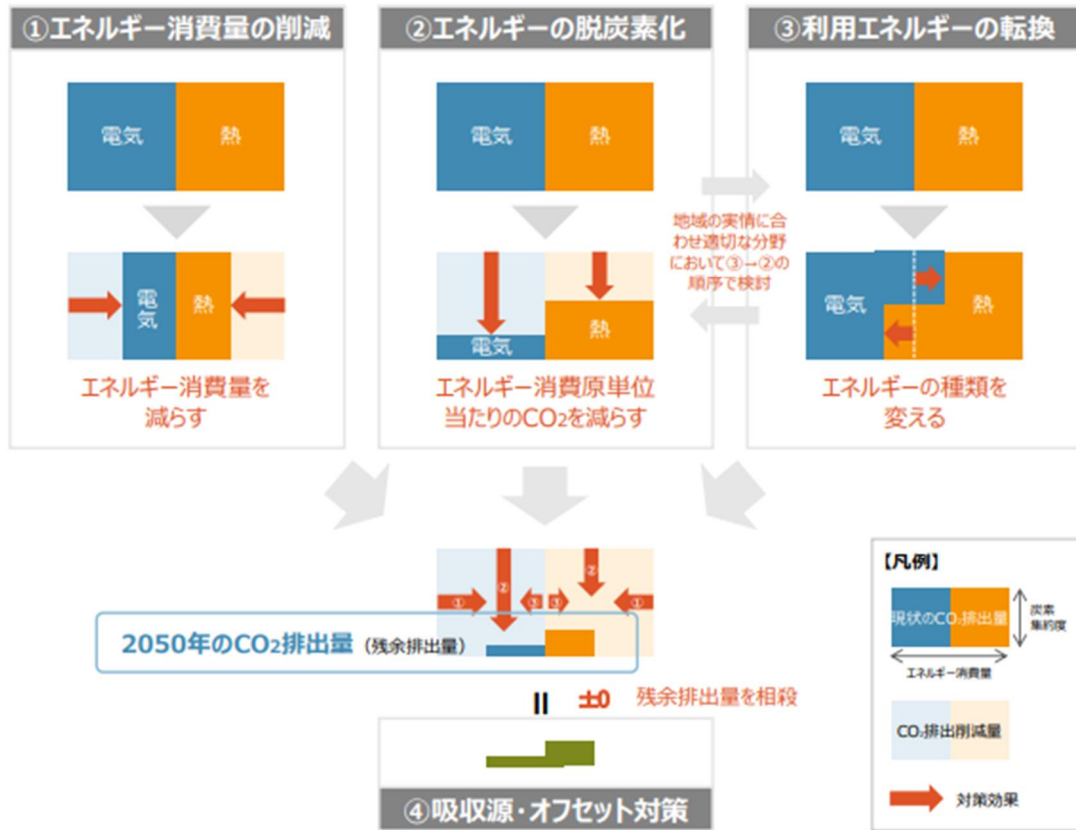 ①エネルギー消費量の削減
電気
熱
電気
熱
エネルギー消費量を
減らす
②エネルギーの脱炭素化
電気
熱
電気
熱
エネルギー消費原単位
当たりのCO₂を減らす
地域の実情に合
わせ適切な分野
において③→②の
順序で検討
③利用エネルギーの転換
電気
熱
電気
熱
エネルギーの種類を
変える
①
②
③
③
②
①
2050年のCO₂排出量（残余排出量）
=
±0
残余排出量を相殺
④吸収源・オフセット対策
【凡例】
現状のCO₂排出量
炭素
集約度
エネルギー消費量
CO₂排出削減量
対策効果